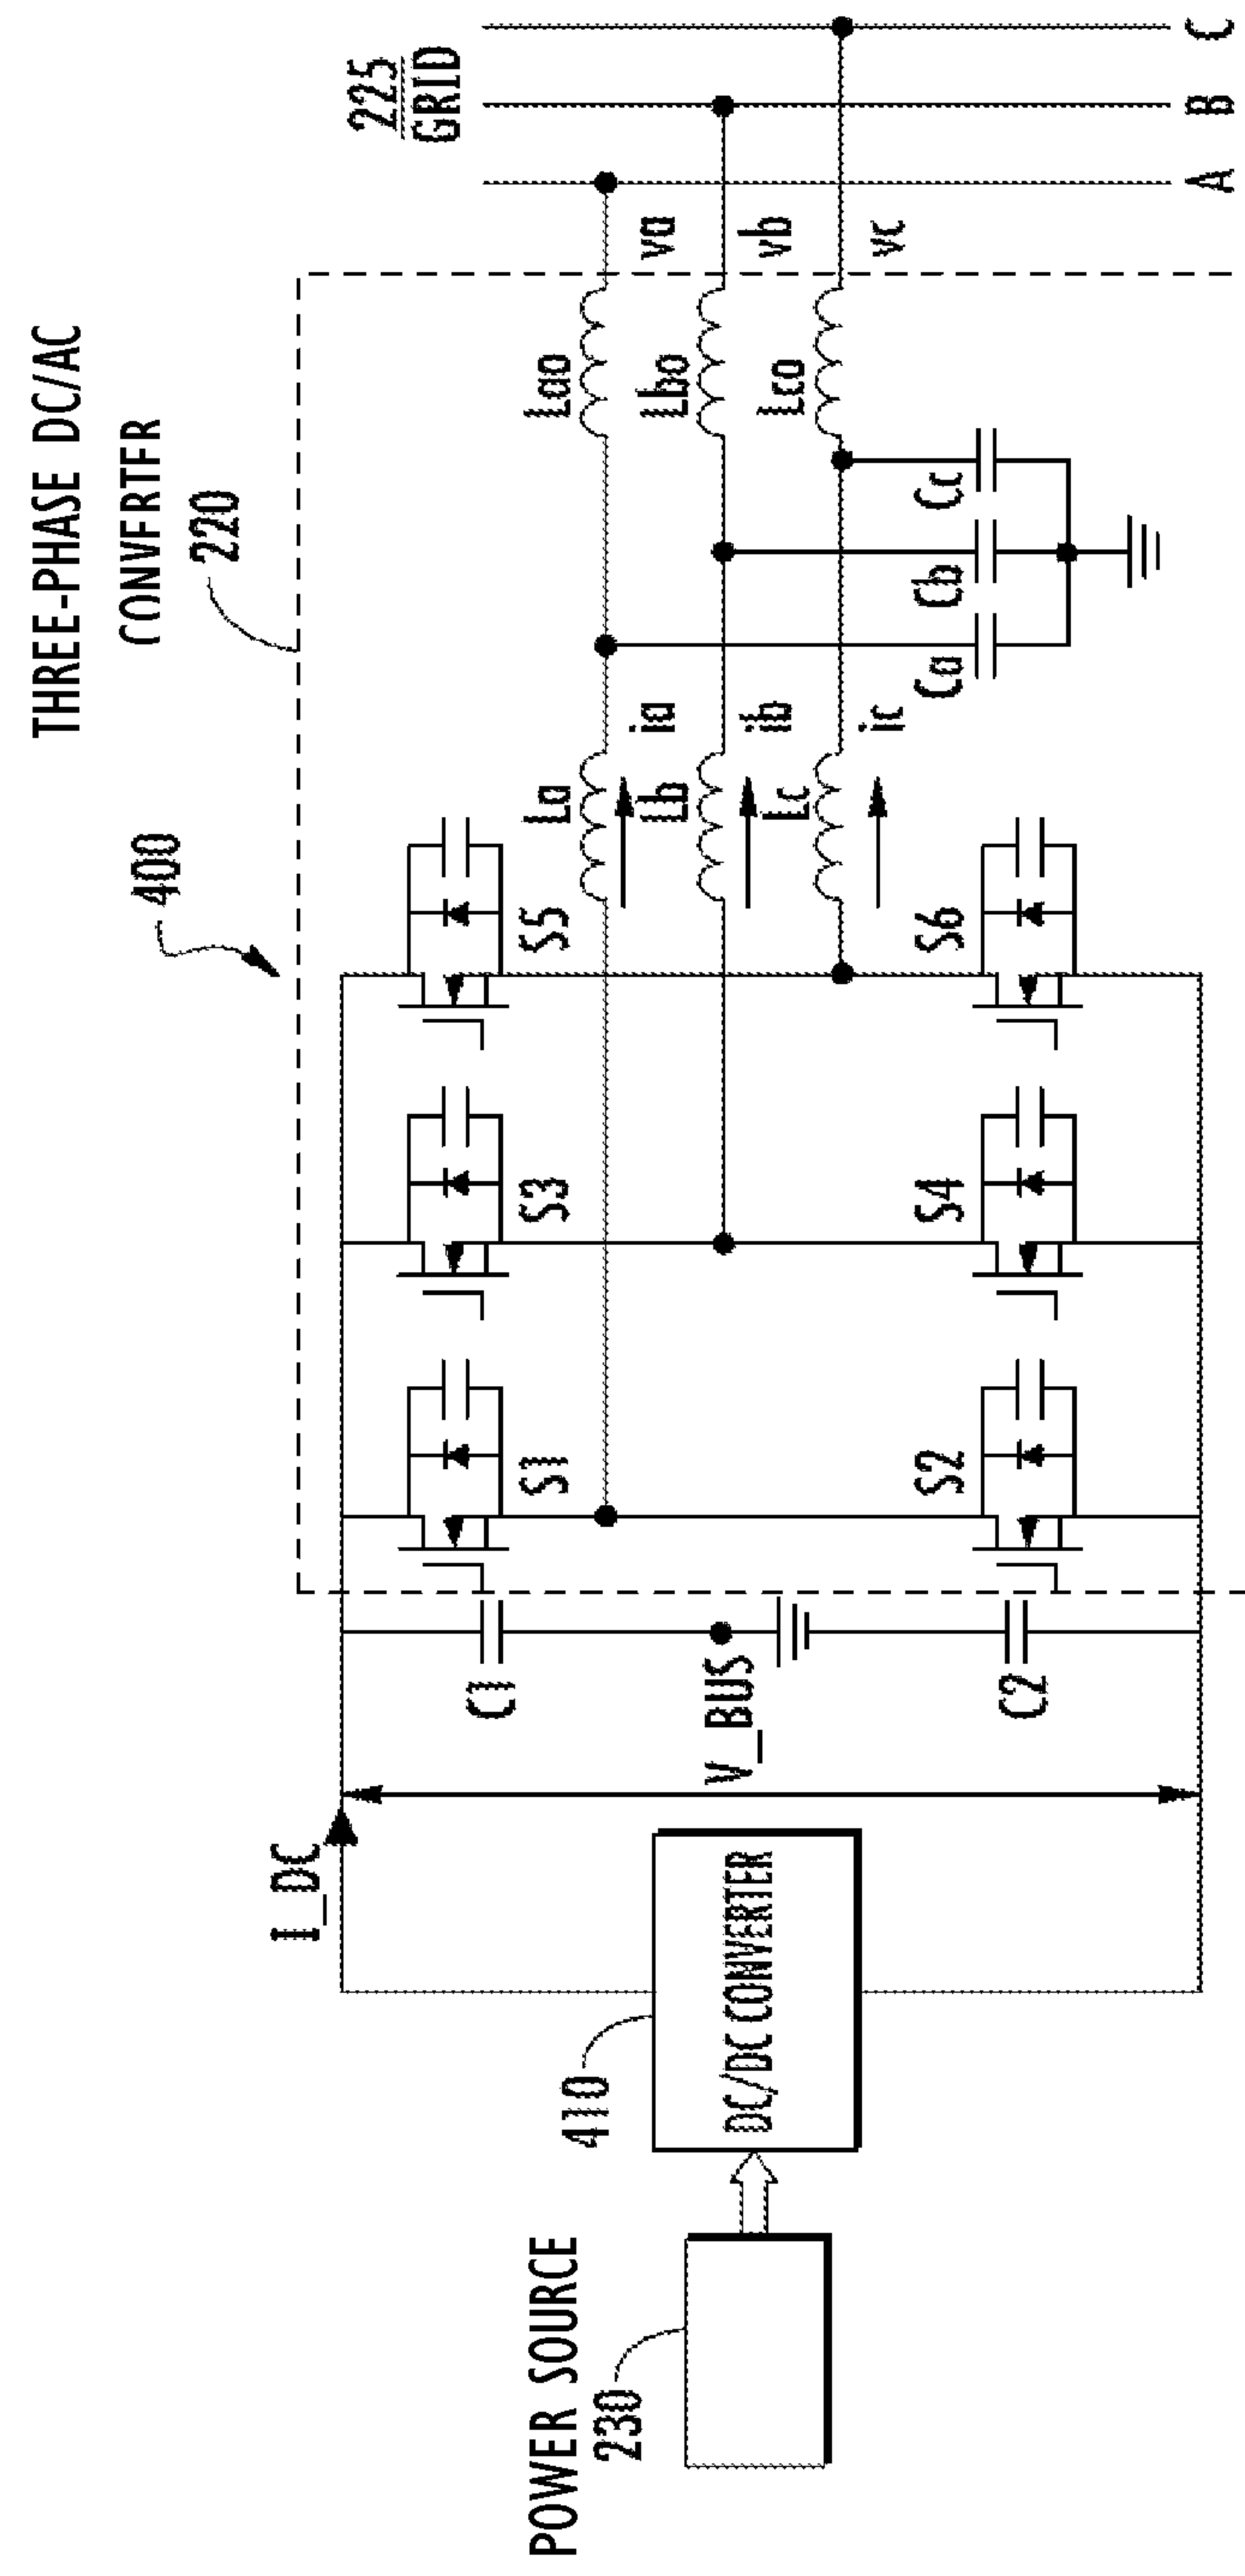 THREE-PHASE DC/AC
CONVERTER
220
400
225
GRID
I_DC
S1
S3
S5
La
Lao
va
ia
Lb
Lbo
vb
ib
Lc
Lco
vc
ic
C1
V_BUS
C2
S2
S4
S6
Ca
Cb
Cc
A
B
C
POWER SOURCE
230
410
DC/DC CONVERTER